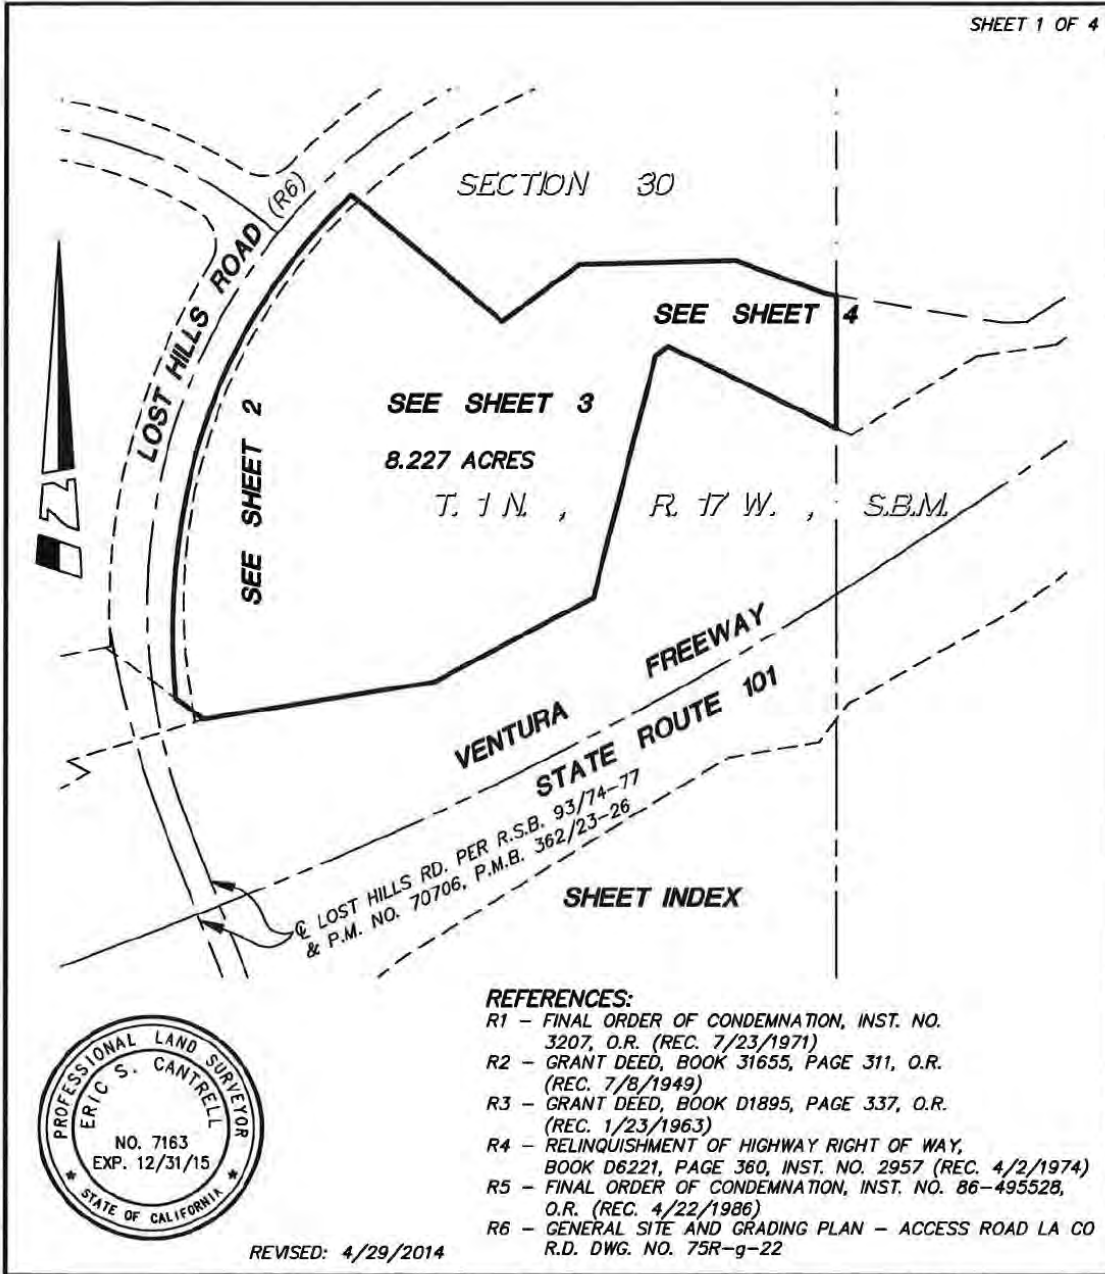 SHEET 1 OF 4
SECTION 30
LOST HILLS ROAD (R6)
SEE SHEET 4
SEE SHEET 2
SEE SHEET 3
8.227 ACRES
T. 1 N. , R. 17 W. , S.B.M.
N
VENTURA FREEWAY
STATE ROUTE 101
℄ LOST HILLS RD. PER R.S.B. 93/74-77
& P.M. NO. 70706, P.M.B. 362/23-26
SHEET INDEX
REFERENCES:
R1 - FINAL ORDER OF CONDEMNATION, INST. NO.
3207, O.R. (REC. 7/23/1971)
R2 - GRANT DEED, BOOK 31655, PAGE 311, O.R.
(REC. 7/8/1949)
R3 - GRANT DEED, BOOK D1895, PAGE 337, O.R.
(REC. 1/23/1963)
R4 - RELINQUISHMENT OF HIGHWAY RIGHT OF WAY,
BOOK D6221, PAGE 360, INST. NO. 2957 (REC. 4/2/1974)
R5 - FINAL ORDER OF CONDEMNATION, INST. NO. 86-495528,
O.R. (REC. 4/22/1986)
R6 - GENERAL SITE AND GRADING PLAN - ACCESS ROAD LA CO
R.D. DWG. NO. 75R-g-22
PROFESSIONAL LAND SURVEYOR
ERIC S. CANTRELL
NO. 7163
EXP. 12/31/15
STATE OF CALIFORNIA
REVISED: 4/29/2014